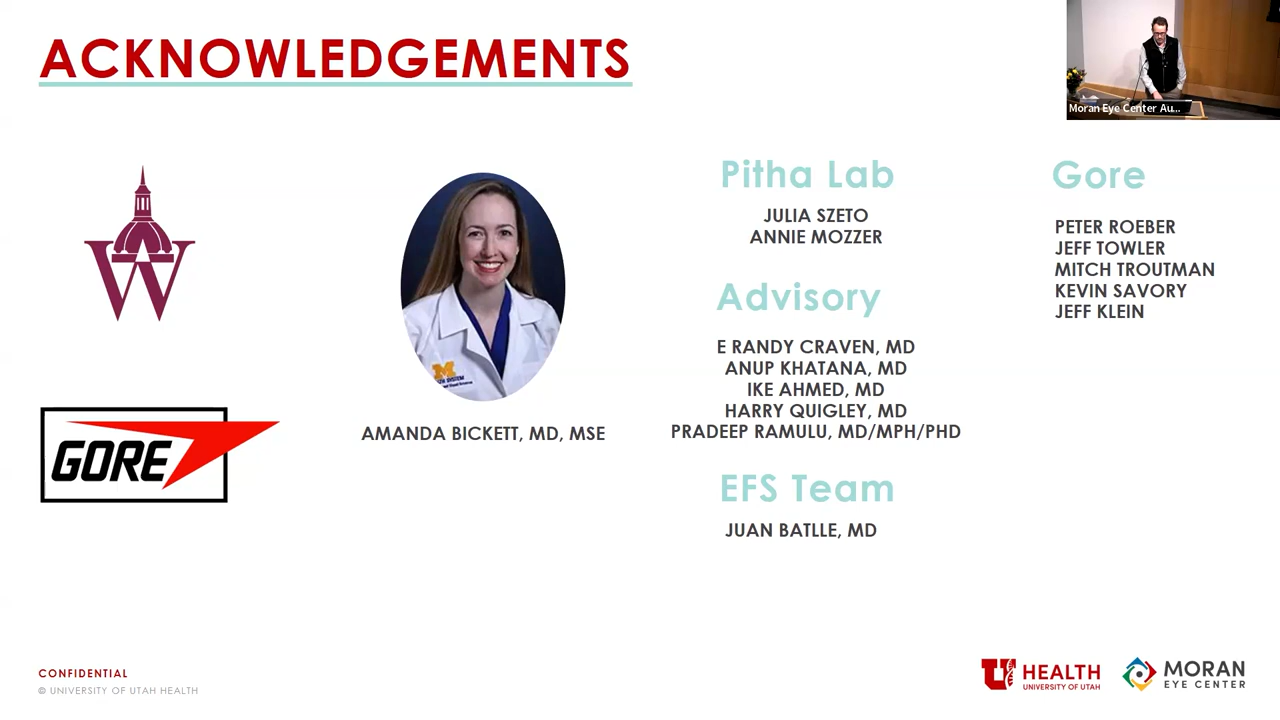 ACKNOWLEDGEMENTS
Moran Eye Center Au...
W
GORE
M
AMANDA BICKETT, MD, MSE
Pitha Lab
JULIA SZETO
ANNIE MOZZER
Advisory
E RANDY CRAVEN, MD
ANUP KHATANA, MD
IKE AHMED, MD
HARRY QUIGLEY, MD
PRADEEP RAMULU, MD/MPH/PHD
EFS Team
JUAN BATLLE, MD
Gore
PETER ROEBER
JEFF TOWLER
MITCH TROUTMAN
KEVIN SAVORY
JEFF KLEIN
CONFIDENTIAL
© UNIVERSITY OF UTAH HEALTH
U HEALTH
UNIVERSITY OF UTAH
MORAN
EYE CENTER